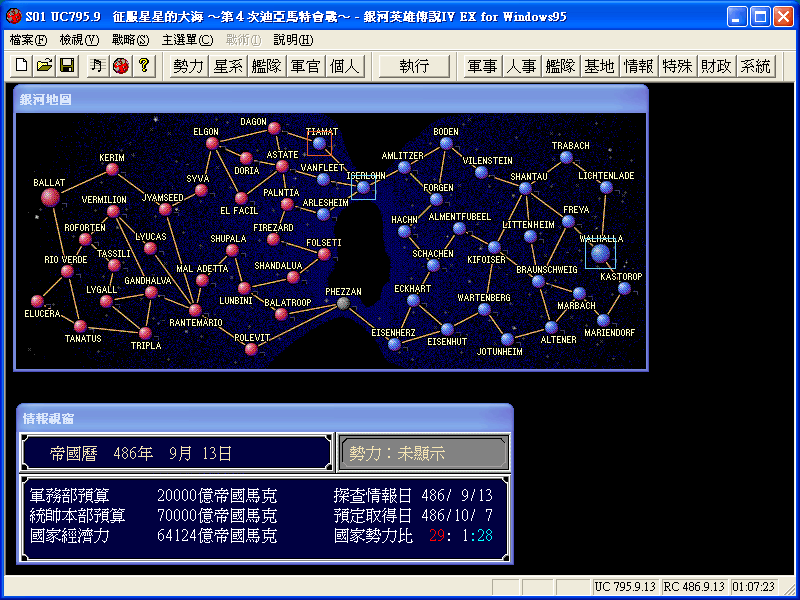 S01 UC795.9 征服星星的大海 ～第４次迪亞馬特會戰～ - 銀河英雄傳說IV EX for Windows95
檔案(F) 檢視(V) 戰略(S) 主選單(C) 戰術(I) 說明(H)
勢力 星系 艦隊 軍官 個人 執行 軍事 人事 艦隊 基地 情報 特殊 財政 系統
銀河地圖
DAGON
ELGON
TIAMAT
BODEN
TRABACH
KERIM
ASTATE
AMLITZER
VILENSTEIN
DORIA
VANFLEET
ISERLOHN
SHANTAU
LICHTENLADE
BALLAT
SYVA
FORGEN
VERMILION
JYAMSEED
PALNTIA
ARLESHEIM
EL FACIL
FREYA
HACHN
ALMENTFUBEEL
LITTENHEIM
ROFORTEN
LYUCAS
SHUPALA
FIREZARD
WALHALLA
FOLSETI
RIO VERDE
TASSILI
SCHACHEN
KIFOISER
MAL ADETTA
SHANDALUA
BRAUNSCHWEIG
KASTOROP
LYGALL
GANDHALVA
ECKHART
PHEZZAN
WARTENBERG
LUNBINI
BALATROOP
MARBACH
ELUCERA
RANTEMARIO
EISENHERZ
MARIENDORF
TANATUS
TRIPLA
POLEVIT
EISENHUT
ALTENER
JOTUNHEIM
情報視窗
帝國曆 486年 9月 13日
勢力：未顯示
軍務部預算 20000億帝國馬克 探查情報日 486/ 9/13
統帥本部預算 70000億帝國馬克 預定取得日 486/10/ 7
國家經濟力 64124億帝國馬克 國家勢力比 29: 1:28
UC 795.9.13 RC 486.9.13 01:07:23